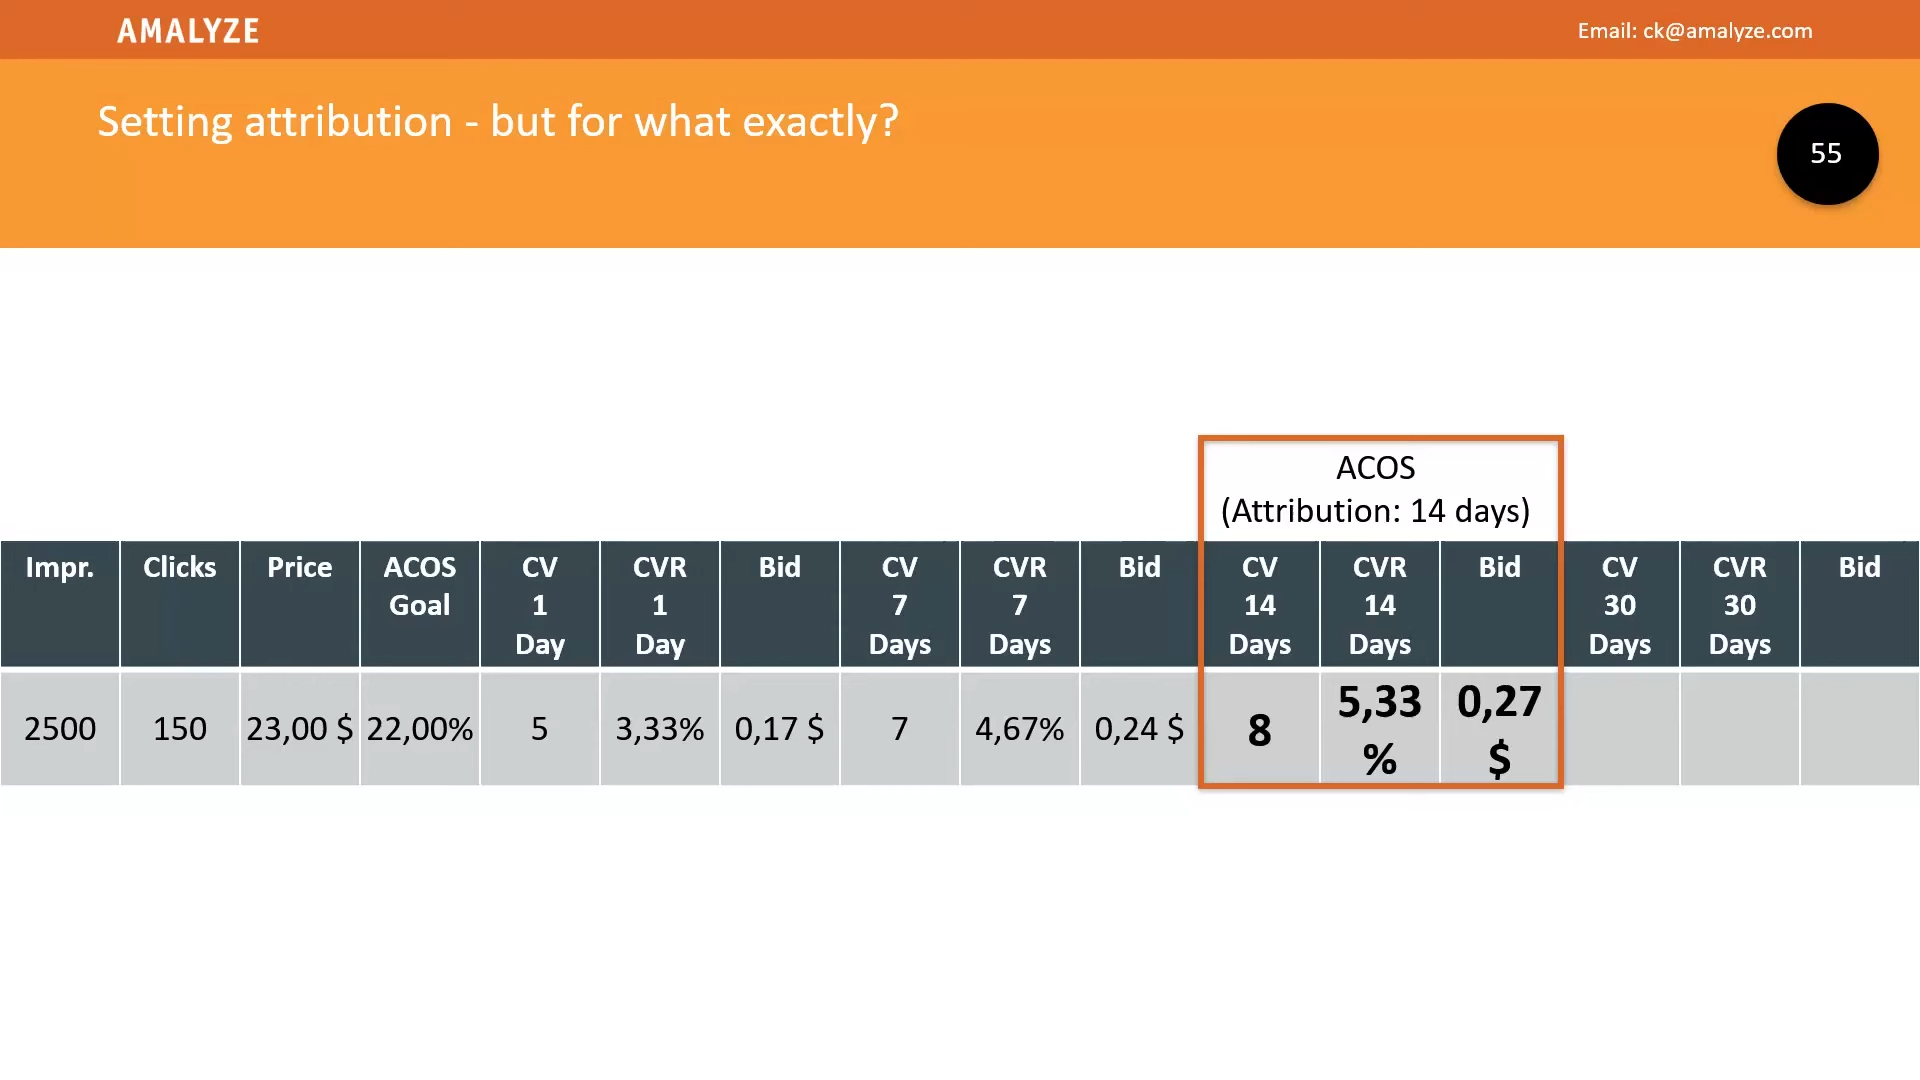 AMALYZE
Email: ck@amalyze.com
Setting attribution - but for what exactly?
55
ACOS
(Attribution: 14 days)
Impr. Clicks Price ACOS Goal CV 1 Day CVR 1 Day Bid CV 7 Days CVR 7 Days Bid CV 14 Days CVR 14 Days Bid CV 30 Days CVR 30 Days Bid
2500 150 23,00 $ 22,00% 5 3,33% 0,17 $ 7 4,67% 0,24 $ 8 5,33 % 0,27 $